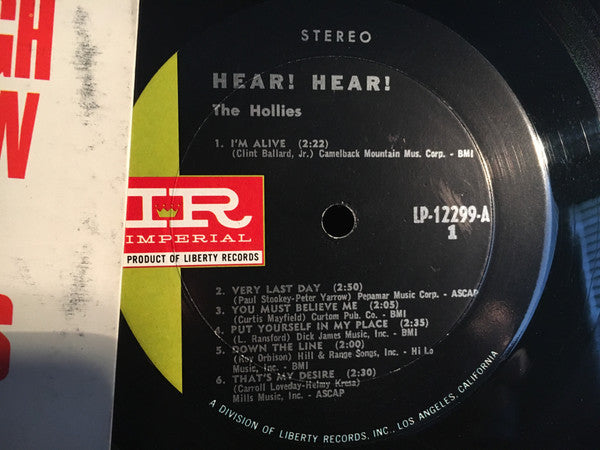 GH
W
S
STEREO
HEAR! HEAR!
The Hollies
1. I'M ALIVE (2:22)
(Clint Ballard, Jr.) Camelback Mountain Mus. Corp. - BMI
IR
IMPERIAL
PRODUCT OF LIBERTY RECORDS
LP-12299-A
1
2. VERY LAST DAY (2:50)
(Paul Stookey-Peter Yarrow) Pepamar Music Corp. - ASCAP
3. YOU MUST BELIEVE ME (2:05)
(Curtis Mayfield) Curtom Pub. Co. - BMI
4. PUT YOURSELF IN MY PLACE (2:35)
(L. Ransford) Dick James Music, Inc. - BMI
5. DOWN THE LINE (2:00)
(Roy Orbison) Hill & Range Songs, Inc. - Hi Lo
Music, Inc. - BMI
6. THAT'S MY DESIRE (2:30)
(Carroll Loveday-Helmy Kresa)
Mills Music, Inc. - ASCAP
A DIVISION OF LIBERTY RECORDS, INC., LOS ANGELES, CALIFORNIA